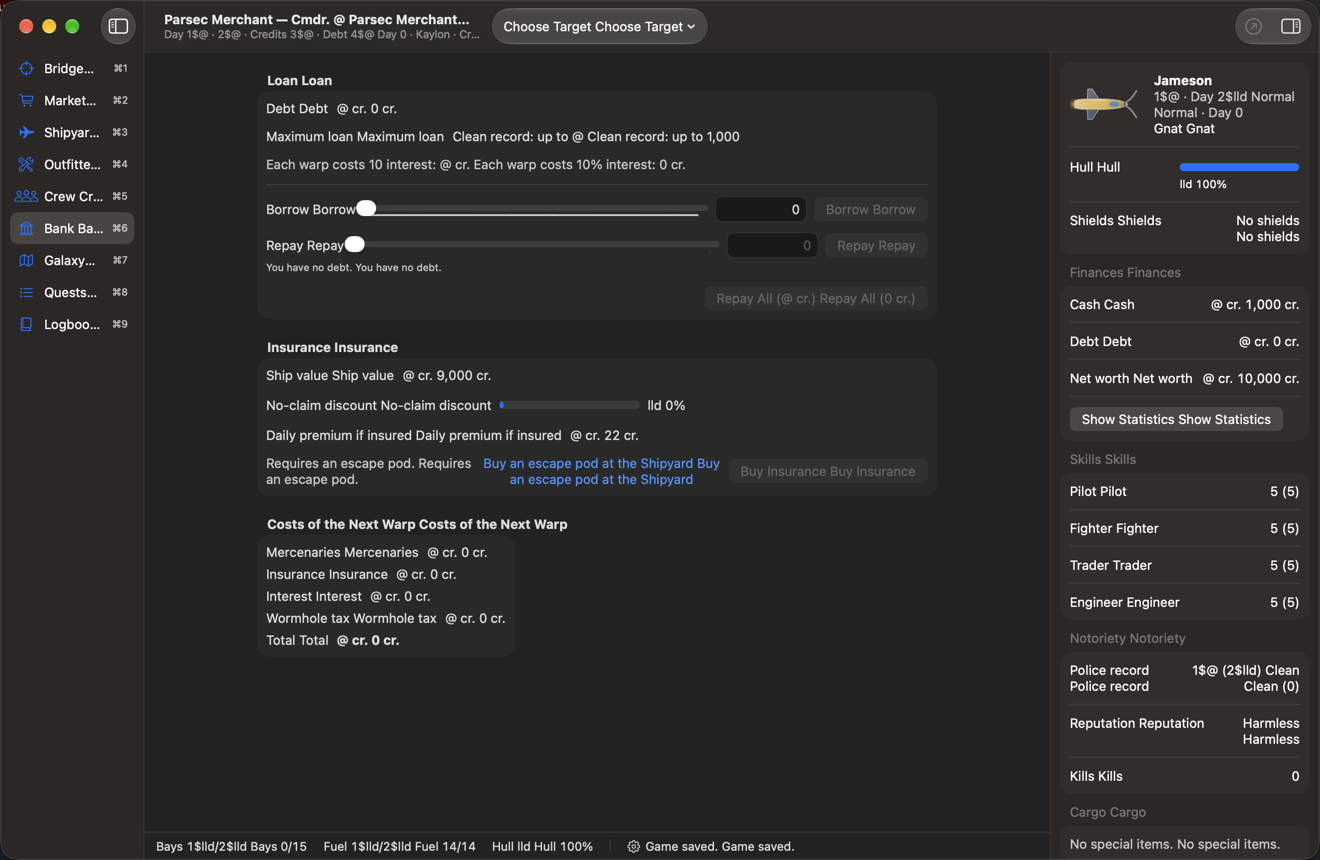 Parsec Merchant — Cmdr. @ Parsec Merchant...
Day 1$@ · 2$@ · Credits 3$@ · Debt 4$@ Day 0 · Kaylon · Cr...
Choose Target Choose Target
Bridge... ⌘1
Market... ⌘2
Shipyar... ⌘3
Outfitte... ⌘4
Crew Cr... ⌘5
Bank Ba... ⌘6
Galaxy... ⌘7
Quests... ⌘8
Logboo... ⌘9
Loan Loan
Debt Debt @ cr. 0 cr.
Maximum loan Maximum loan Clean record: up to @ Clean record: up to 1,000
Each warp costs 10 interest: @ cr. Each warp costs 10% interest: 0 cr.
Borrow Borrow 0 Borrow Borrow
Repay Repay 0 Repay Repay
You have no debt. You have no debt.
Repay All (@ cr.) Repay All (0 cr.)
Insurance Insurance
Ship value Ship value @ cr. 9,000 cr.
No-claim discount No-claim discount lld 0%
Daily premium if insured Daily premium if insured @ cr. 22 cr.
Requires an escape pod. Requires
an escape pod.
Buy an escape pod at the Shipyard Buy
an escape pod at the Shipyard
Buy Insurance Buy Insurance
Costs of the Next Warp Costs of the Next Warp
Mercenaries Mercenaries @ cr. 0 cr.
Insurance Insurance @ cr. 0 cr.
Interest Interest @ cr. 0 cr.
Wormhole tax Wormhole tax @ cr. 0 cr.
Total Total @ cr. 0 cr.
Jameson
1$@ · Day 2$lld Normal
Normal · Day 0
Gnat Gnat
Hull Hull
lld 100%
Shields Shields No shields
No shields
Finances Finances
Cash Cash @ cr. 1,000 cr.
Debt Debt @ cr. 0 cr.
Net worth Net worth @ cr. 10,000 cr.
Show Statistics Show Statistics
Skills Skills
Pilot Pilot 5 (5)
Fighter Fighter 5 (5)
Trader Trader 5 (5)
Engineer Engineer 5 (5)
Notoriety Notoriety
Police record 1$@ (2$lld) Clean
Police record Clean (0)
Reputation Reputation Harmless
Harmless
Kills Kills 0
Cargo Cargo
No special items. No special items.
Bays 1$lld/2$lld Bays 0/15 Fuel 1$lld/2$lld Fuel 14/14 Hull lld Hull 100% Game saved. Game saved.